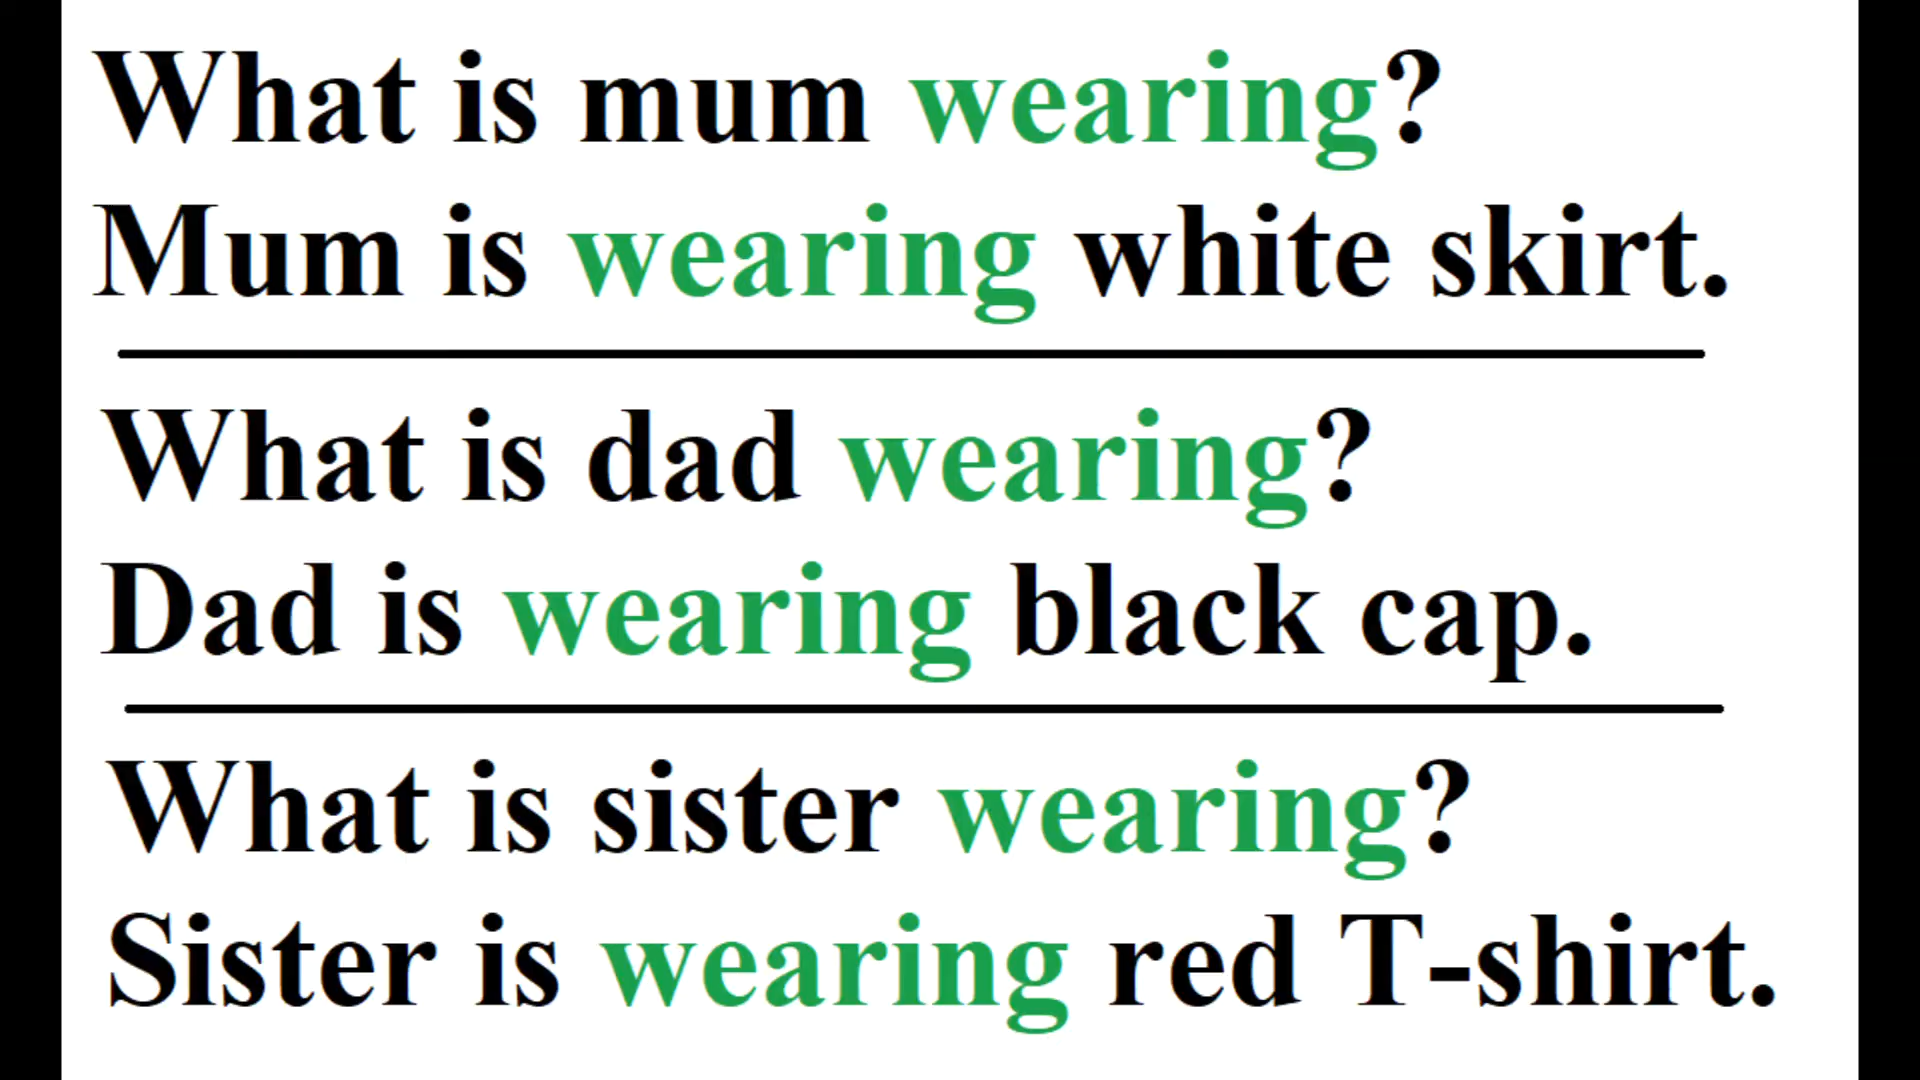 What is mum wearing?
Mum is wearing white skirt.
What is dad wearing?
Dad is wearing black cap.
What is sister wearing?
Sister is wearing red T-shirt.